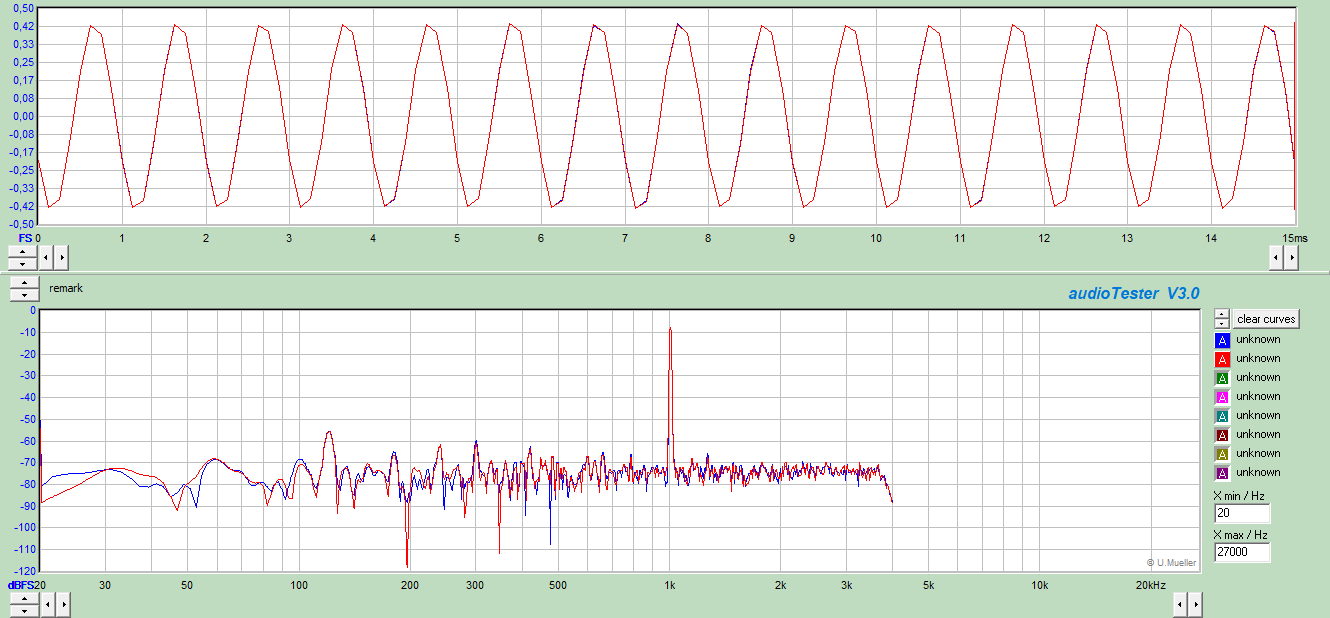 0,50
0,42
0,33
0,25
0,17
0,08
0,00
-0,08
-0,17
-0,25
-0,33
-0,42
-0,50
FS 0 1 2 3 4 5 6 7 8 9 10 11 12 13 14 15ms
remark
audioTester V3.0
0
-10
-20
-30
-40
-50
-60
-70
-80
-90
-100
-110
-120
© U.Mueller
dBFS20 30 50 100 200 300 500 1k 2k 3k 5k 10k 20kHz
clear curves
A unknown
A unknown
A unknown
A unknown
A unknown
A unknown
A unknown
A unknown
X min / Hz
20
X max / Hz
27000